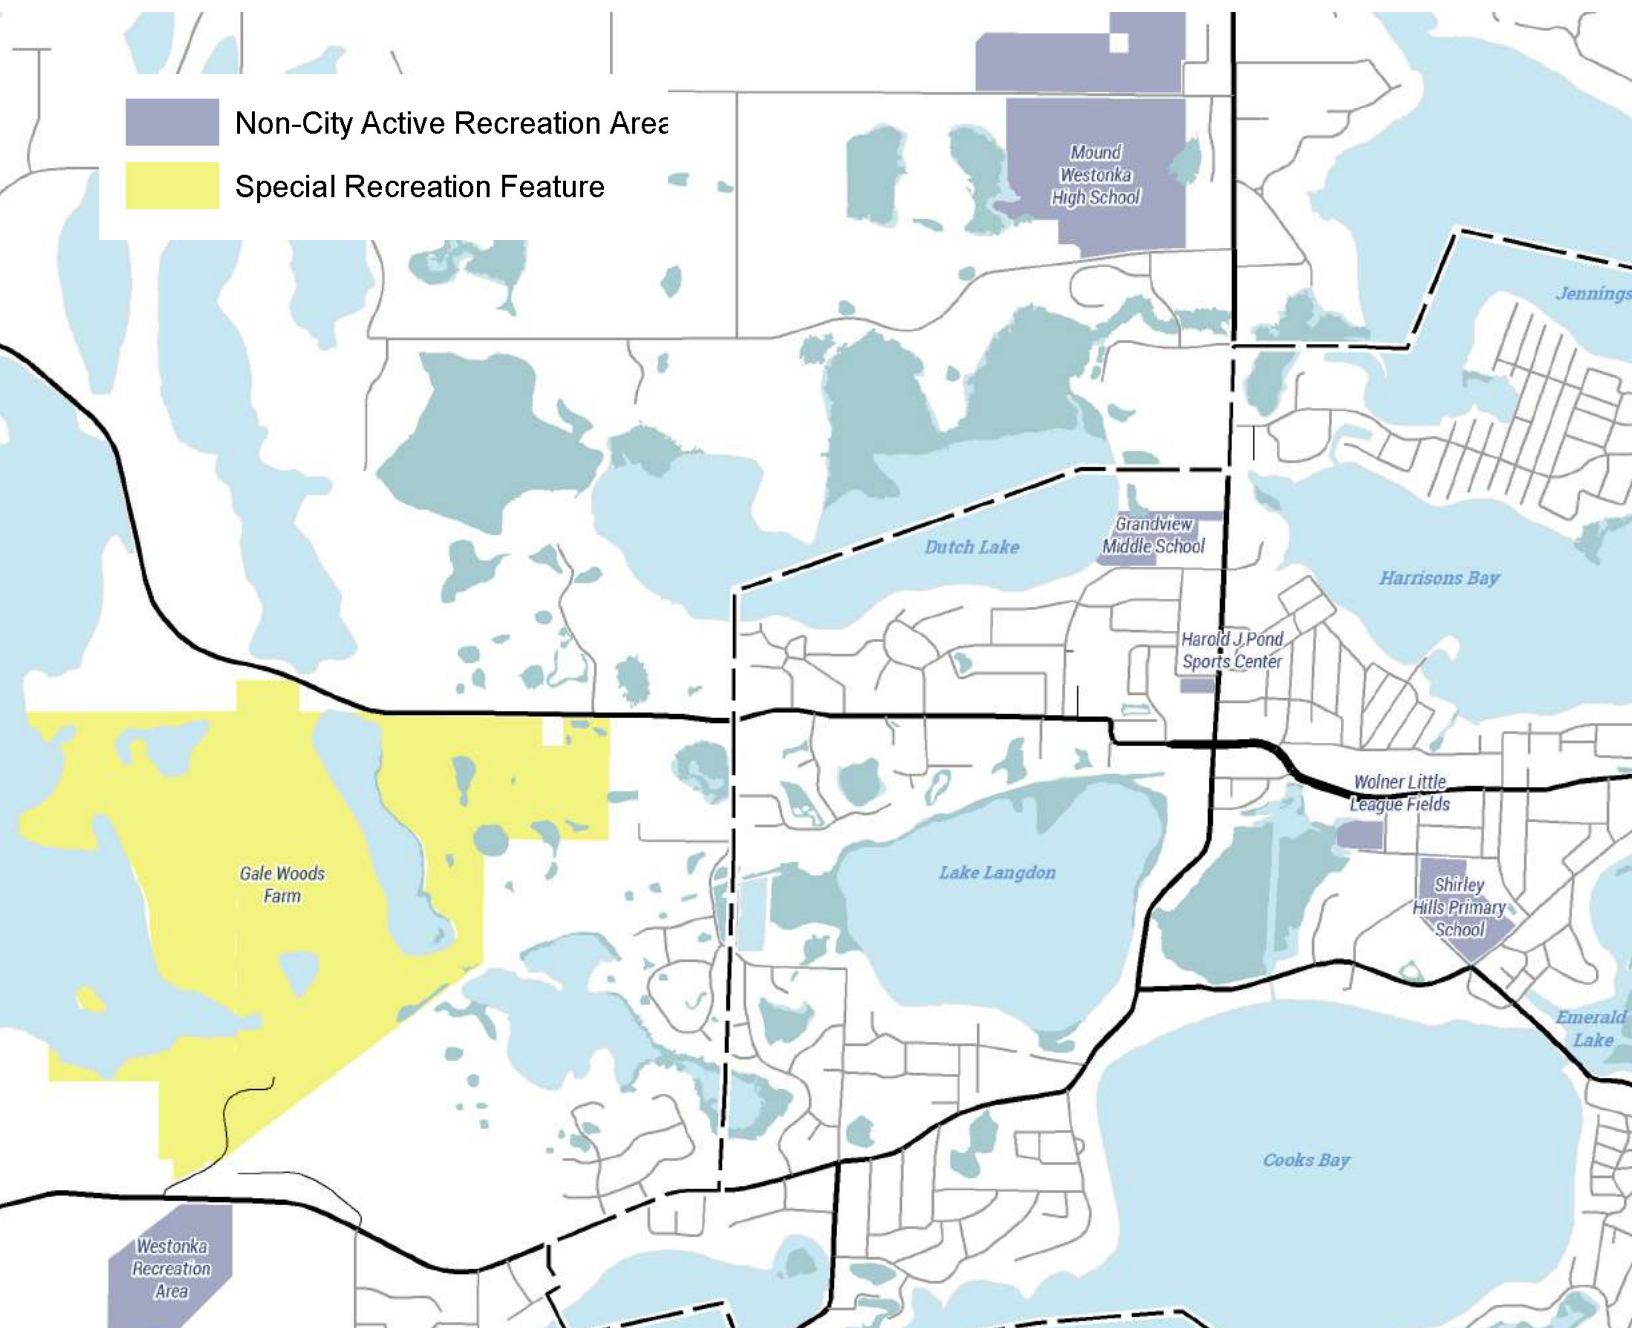 Non-City Active Recreation Area
Special Recreation Feature
Mound
Westonka
High School
Jennings
Grandview
Middle School
Dutch Lake
Harrisons Bay
Harold J Pond
Sports Center
Wolner Little
League Fields
Gale Woods
Farm
Lake Langdon
Shirley
Hills Primary
School
Emerald
Lake
Cooks Bay
Westonka
Recreation
Area